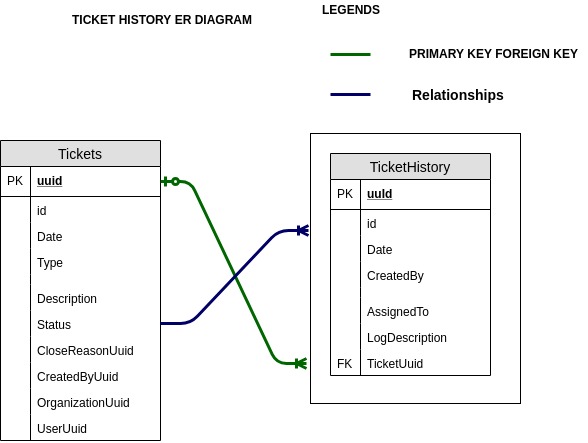 TICKET HISTORY ER DIAGRAM
LEGENDS
PRIMARY KEY FOREIGN KEY
Relationships
Tickets
PK uuid
id
Date
Type
Description
Status
CloseReasonUuid
CreatedByUuid
OrganizationUuid
UserUuid
TicketHistory
PK uuld
id
Date
CreatedBy
AssignedTo
LogDescription
FK TicketUuid